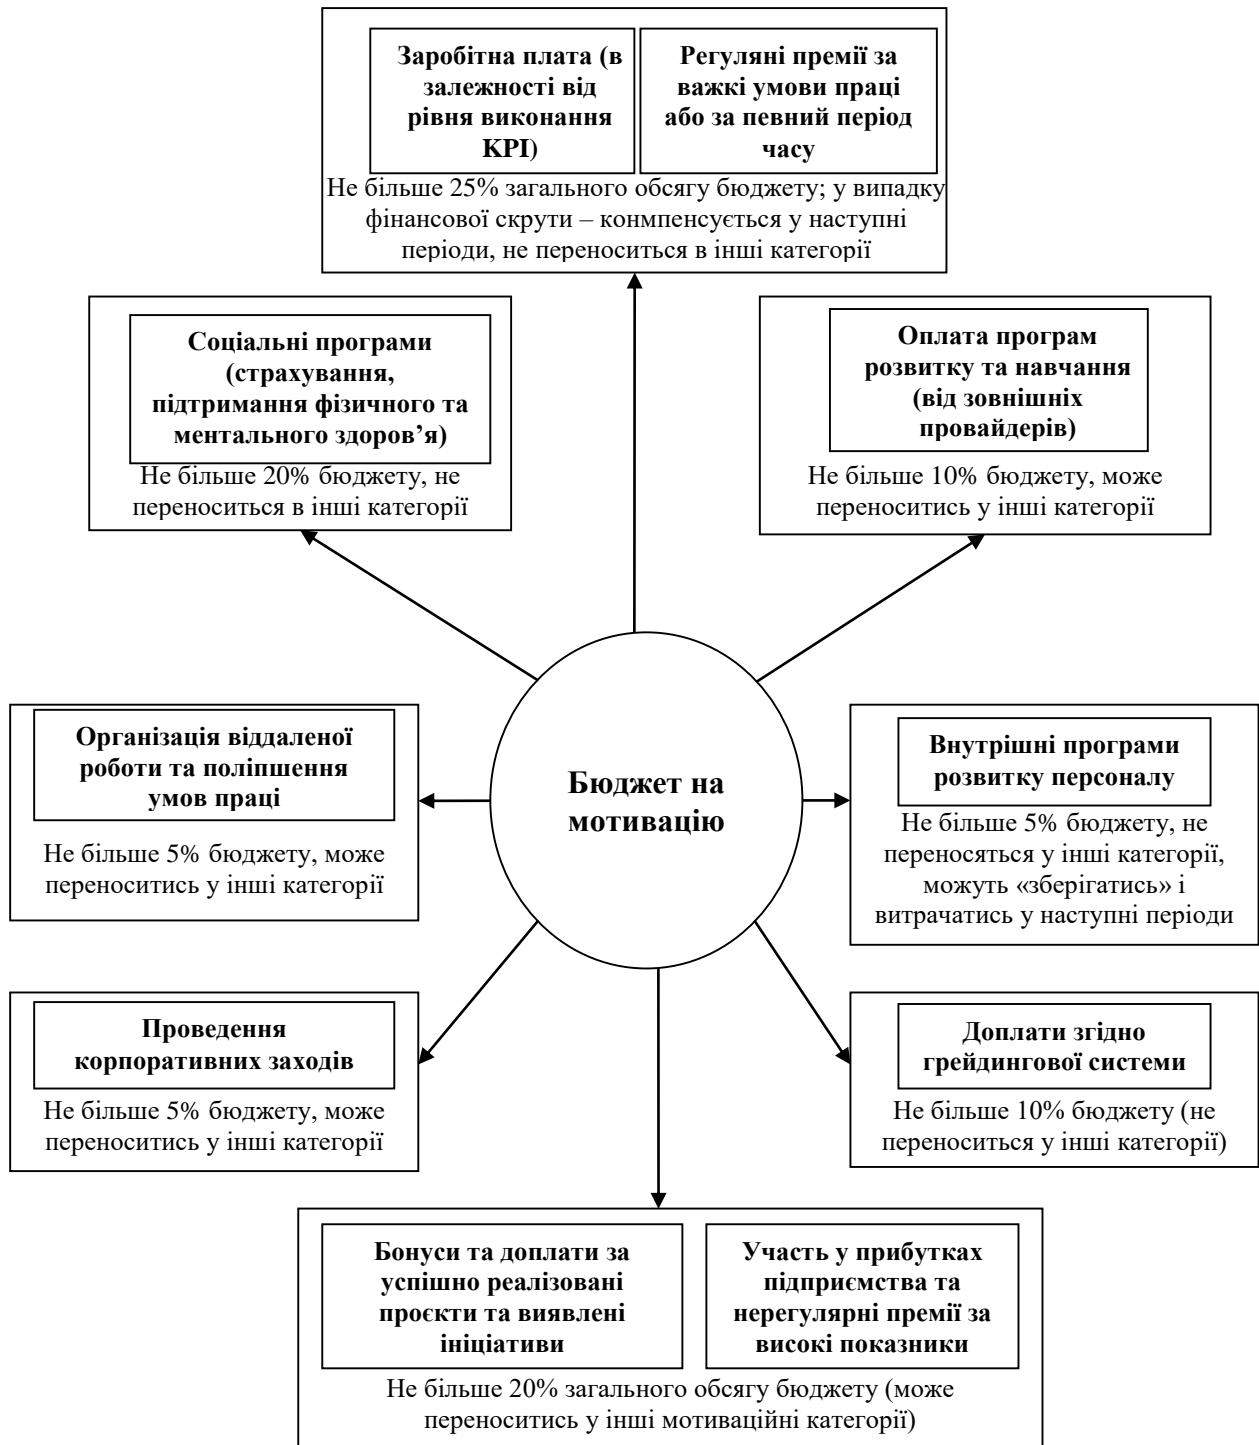 Заробітна плата (в
залежності від
рівня виконання
KPI)
Регуляні премії за
важкі умови праці
або за певний період
часу
Не більше 25% загального обсягу бюджету; у випадку
фінансової скрути – конмпенсується у наступні
періоди, не переноситься в інші категорії
Соціальні програми
(страхування,
підтримання фізичного та
ментального здоров’я)
Не більше 20% бюджету, не
переноситься в інші категорії
Оплата програм
розвитку та навчання
(від зовнішніх
провайдерів)
Не більше 10% бюджету, може
переноситись у інші категорії
Організація віддаленої
роботи та поліпшення
умов праці
Не більше 5% бюджету, може
переноситись у інші категорії
Бюджет на
мотивацію
Внутрішні програми
розвитку персоналу
Не більше 5% бюджету, не
переносяться у інші категорії,
можуть «зберігатись» і
витрачатись у наступні періоди
Проведення
корпоративних заходів
Не більше 5% бюджету, може
переноситись у інші категорії
Доплати згідно
грейдингової системи
Не більше 10% бюджету (не
переноситься у інші категорії)
Бонуси та доплати за
успішно реалізовані
проєкти та виявлені
ініціативи
Участь у прибутках
підприємства та
нерегулярні премії за
високі показники
Не більше 20% загального обсягу бюджету (може
переноситись у інші мотиваційні категорії)